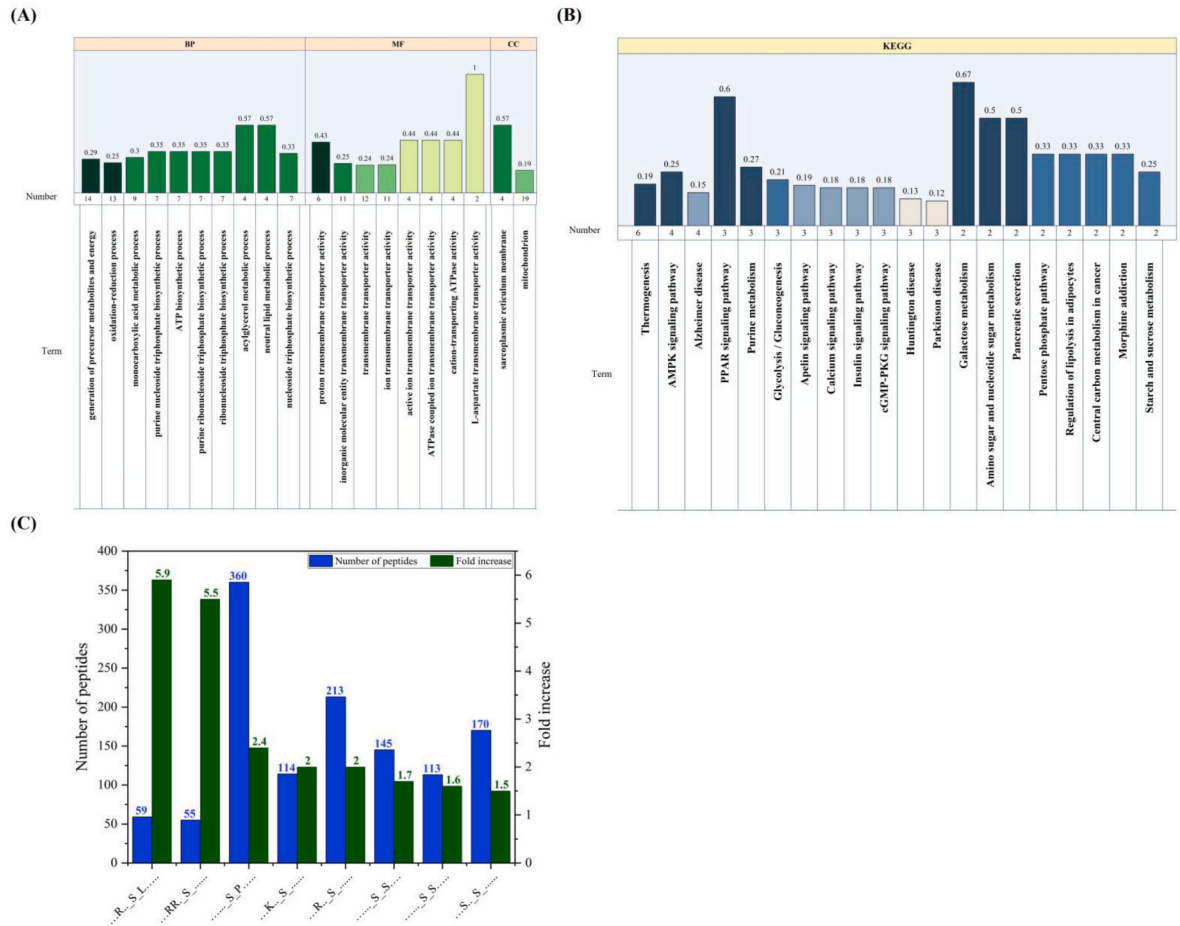 (A)
BP MF CC
0.29 0.25 0.3 0.35 0.35 0.35 0.35 0.57 0.57 0.33 0.43 0.25 0.24 0.24 0.44 0.44 0.44 1 0.57 0.19
Number 14 13 9 7 7 7 7 4 4 7 6 11 12 11 4 4 4 2 4 19
Term
generation of precursor metabolites and energy
oxidation-reduction process
monocarboxylic acid metabolic process
purine nucleoside triphosphate biosynthetic process
ATP biosynthetic process
purine ribonucleoside triphosphate biosynthetic process
ribonucleoside triphosphate biosynthetic process
acylglycerol metabolic process
neutral lipid metabolic process
nucleoside triphosphate biosynthetic process
proton transmembrane transporter activity
inorganic molecular entity transmembrane transporter activity
transmembrane transporter activity
ion transmembrane transporter activity
active ion transmembrane transporter activity
ATPase coupled ion transmembrane transporter activity
cation-transporting ATPase activity
L-aspartate transmembrane transporter activity
sarcoplasmic reticulum membrane
mitochondrion
(B)
KEGG
0.19 0.25 0.15 0.6 0.27 0.21 0.19 0.18 0.18 0.18 0.13 0.12 0.67 0.5 0.5 0.33 0.33 0.33 0.33 0.25
Number 6 4 4 3 3 3 3 3 3 3 3 3 2 2 2 2 2 2 2 2
Term
Thermogenesis
AMPK signaling pathway
Alzheimer disease
PPAR signaling pathway
Purine metabolism
Glycolysis / Gluconeogenesis
Apelin signaling pathway
Calcium signaling pathway
Insulin signaling pathway
cGMP-PKG signaling pathway
Huntington disease
Parkinson disease
Galactose metabolism
Amino sugar and nucleotide sugar metabolism
Pancreatic secretion
Pentose phosphate pathway
Regulation of lipolysis in adipocytes
Central carbon metabolism in cancer
Morphine addiction
Starch and sucrose metabolism
(C)
Number of peptides Fold increase
400
350
300
250
200
150
100
50
0
Number of peptides
59 5.9 55 5.5 360 2.4 114 2 213 2 145 1.7 113 1.6 170 1.5
6
5
4
3
2
1
0
Fold increase
...R.._S_L.....
...RR._S_......
......_S_P.....
...K.._S_......
...R.._S_......
......_S_S....
......_S_S.....
...S.._S_......